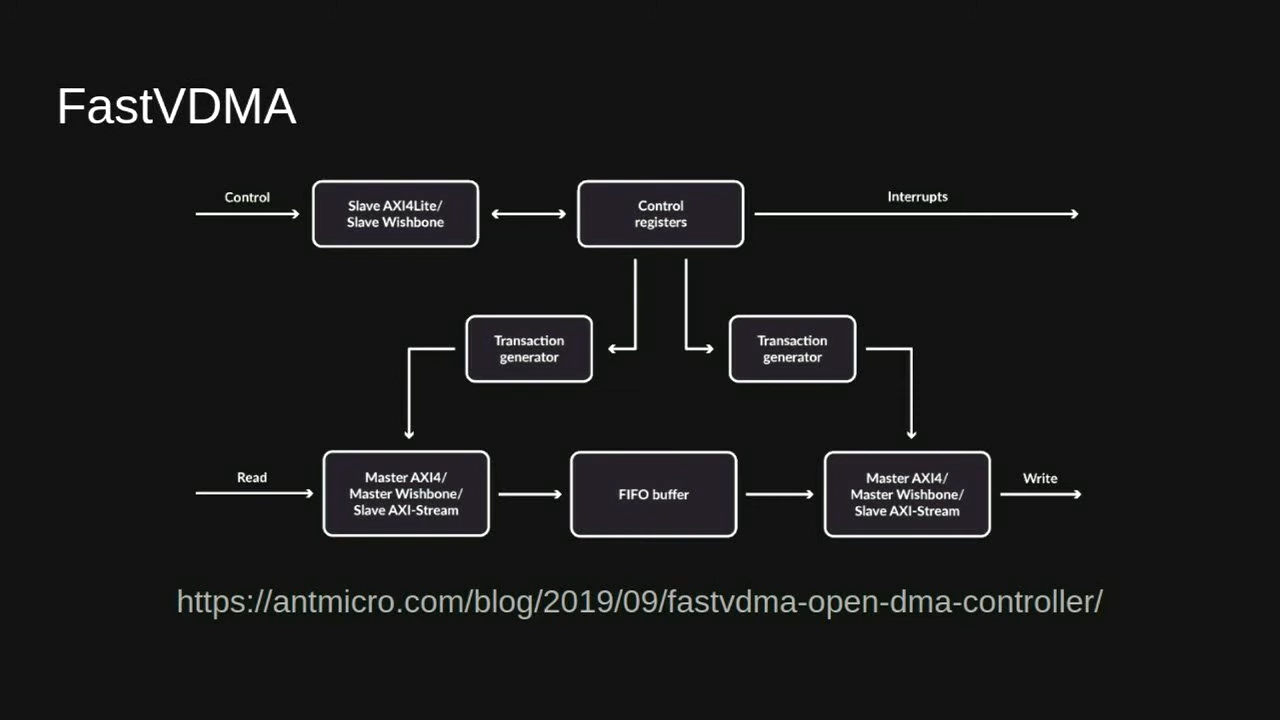 FastVDMA
Control
Slave AXI4Lite/
Slave Wishbone
Control
registers
Interrupts
Transaction
generator
Transaction
generator
Read
Master AXI4/
Master Wishbone/
Slave AXI-Stream
FIFO buffer
Master AXI4/
Master Wishbone/
Slave AXI-Stream
Write
https://antmicro.com/blog/2019/09/fastvdma-open-dma-controller/